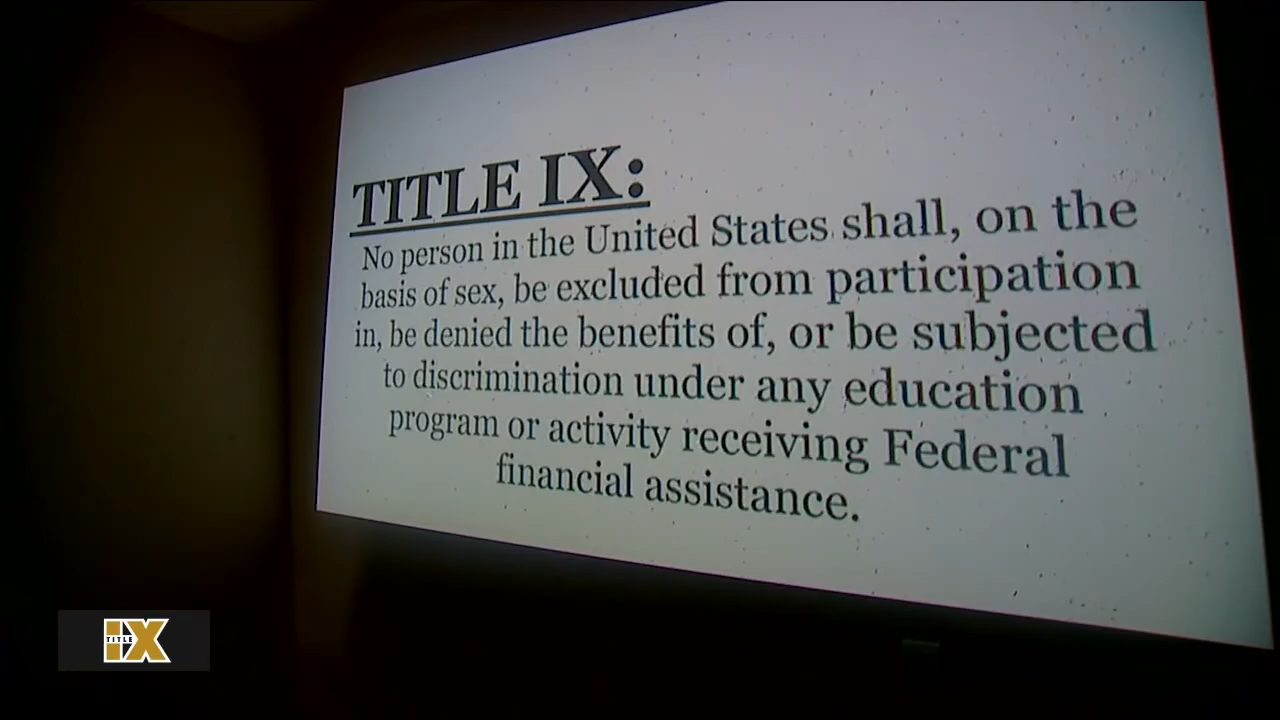 TITLE IX:
No person in the United States shall, on the
basis of sex, be excluded from participation
in, be denied the benefits of, or be subjected
to discrimination under any education
program or activity receiving Federal
financial assistance.
TITLE
IX